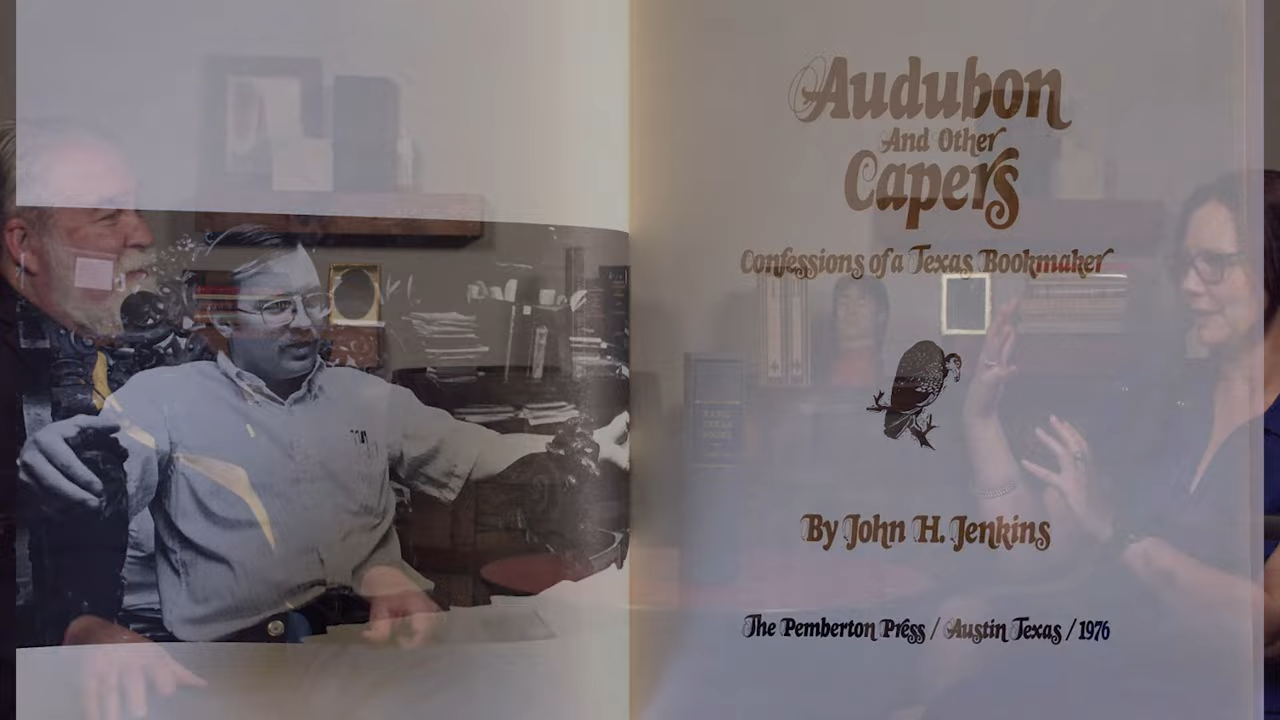 Audubon
And Other
Capers
Confessions of a Texas Bookmaker
By John H. Jenkins
The Pemberton Press / Austin Texas / 1976